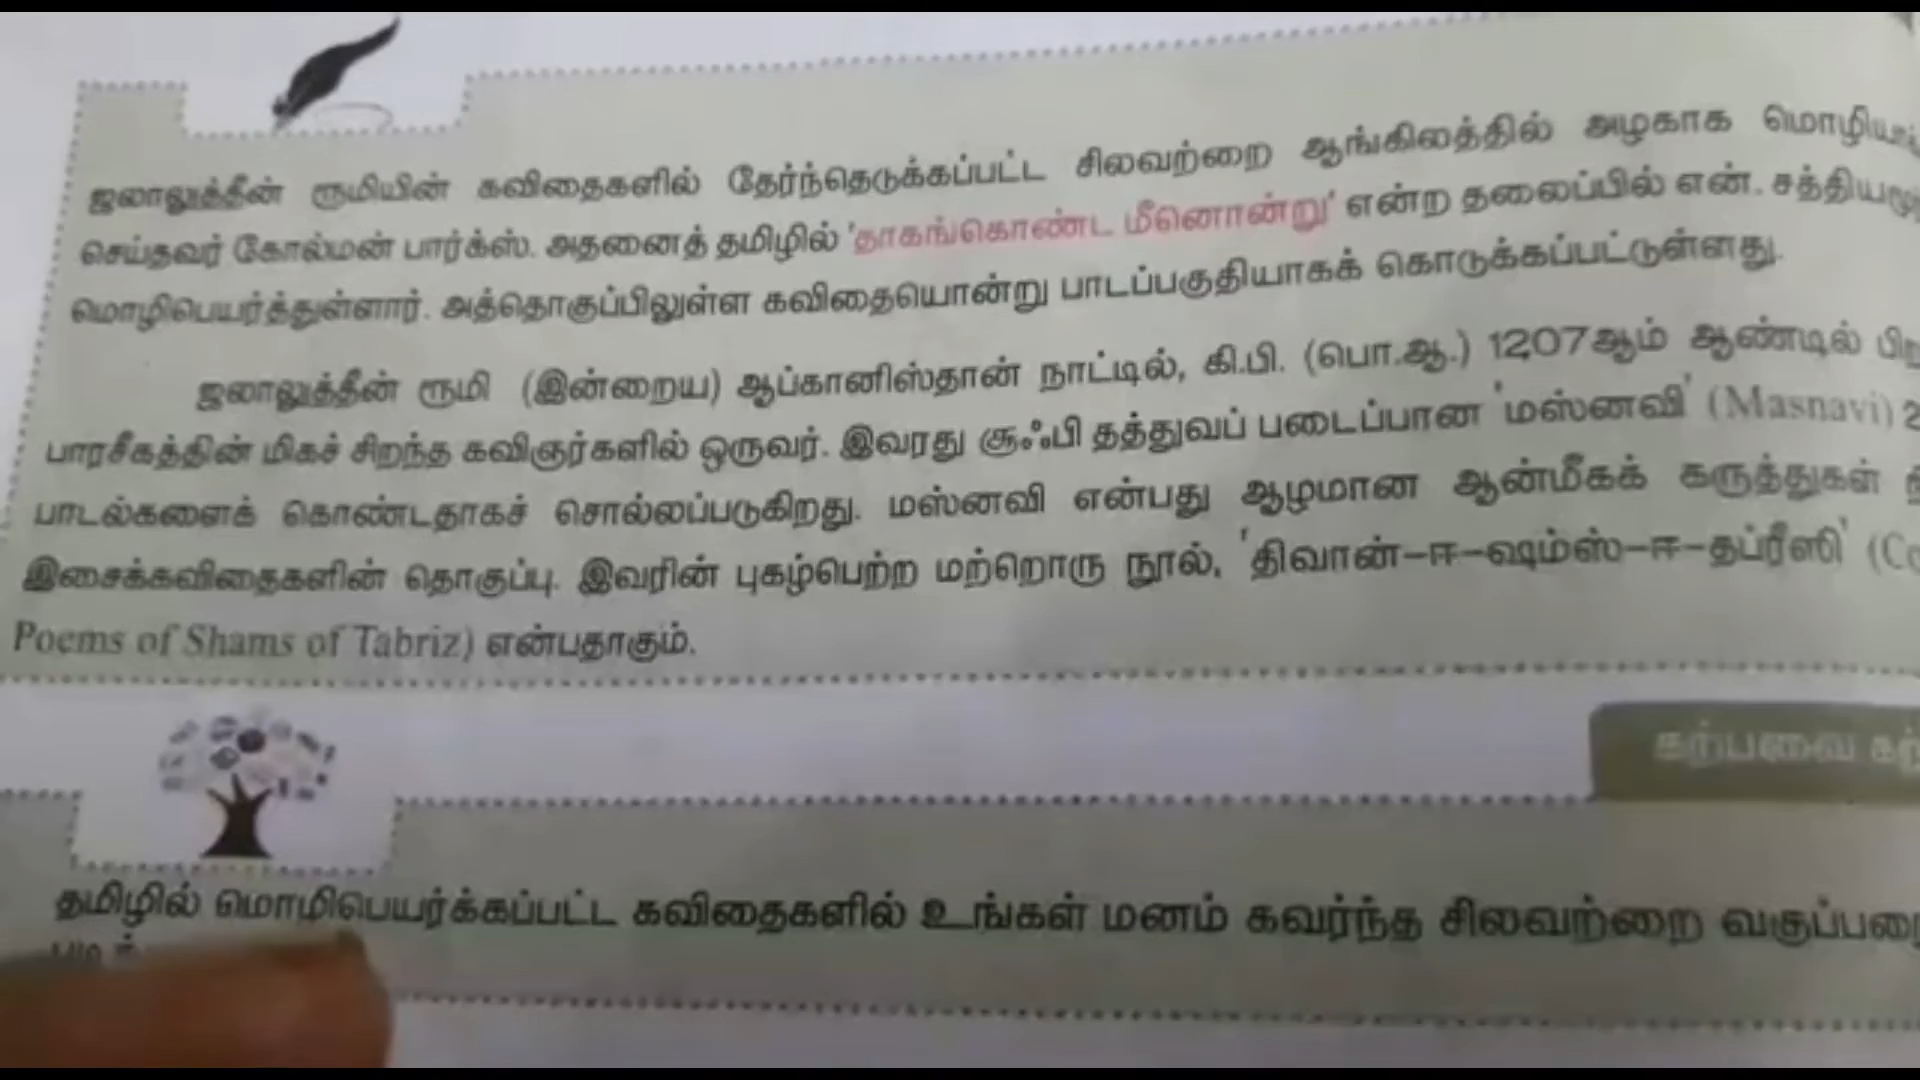 ஜலாலுத்தீன் ரூமியின் கவிதைகளில் தேர்ந்தெடுக்கப்பட்ட சிலவற்றை ஆங்கிலத்தில் அழகாக
செய்தவர் கோல்மன் பார்க்ஸ். அதனைத் தமிழில் 'தாகங்கொண்ட மீனொன்று' என்ற தலைப்பில் என்.
மொழிபெயர்த்துள்ளார். அத்தொகுப்பிலுள்ள கவிதையொன்று பாடப்பகுதியாகக் கொடுக்கப்பட்டுள்ளது.
ஜலாலுத்தீன் ரூமி (இன்றைய) ஆப்கானிஸ்தான் நாட்டில், கி.பி. (பொ.ஆ.) 1207ஆம் ஆண்டில்
பாரசீகத்தின் மிகச் சிறந்த கவிஞர்களில் ஒருவர். இவரது சூஃபி தத்துவப் படைப்பான 'மஸ்னவி' (Masnavi)
பாடல்களைக் கொண்டதாகச் சொல்லப்படுகிறது. மஸ்னவி என்பது ஆழமான ஆன்மீகக் கருத்துகள்
இசைக்கவிதைகளின் தொகுப்பு. இவரின் புகழ்பெற்ற மற்றொரு நூல், 'திவான்-ஈ-ஷம்ஸ்-ஈ-தப்ரீஸி'
Poems of Shams of Tabriz) என்பதாகும்.
கற்பவை
தமிழில் மொழிபெயர்க்கப்பட்ட கவிதைகளில் உங்கள் மனம் கவர்ந்த சிலவற்றை